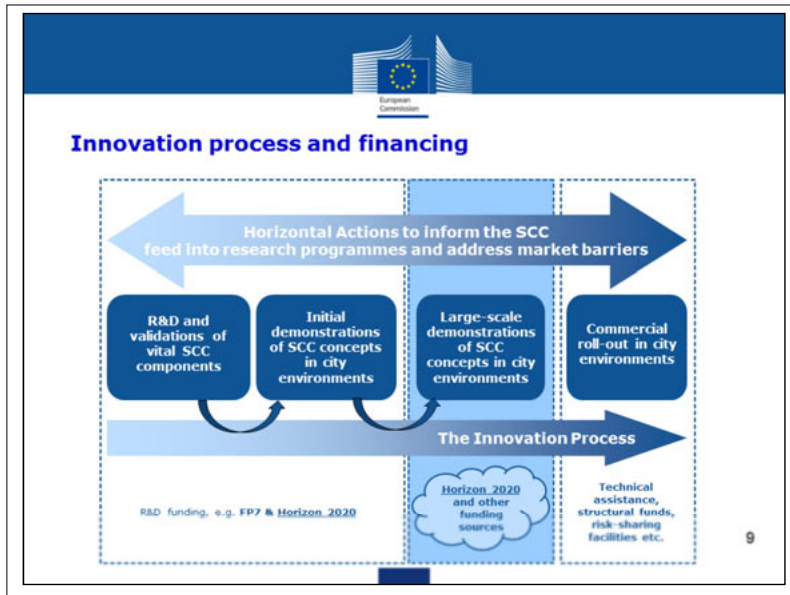 European
Commission
Innovation process and financing
Horizontal Actions to inform the SCC
feed into research programmes and address market barriers
R&D and
validations of
vital SCC
components
Initial
demonstrations
of SCC concepts
in city
environments
Large-scale
demonstrations
of SCC
concepts in city
environments
Commercial
roll-out in city
environments
The Innovation Process
R&D funding, e.g. FP7 & Horizon 2020
Horizon 2020
and other
funding
sources
Technical
assistance,
structural funds,
risk-sharing
facilities etc.
9